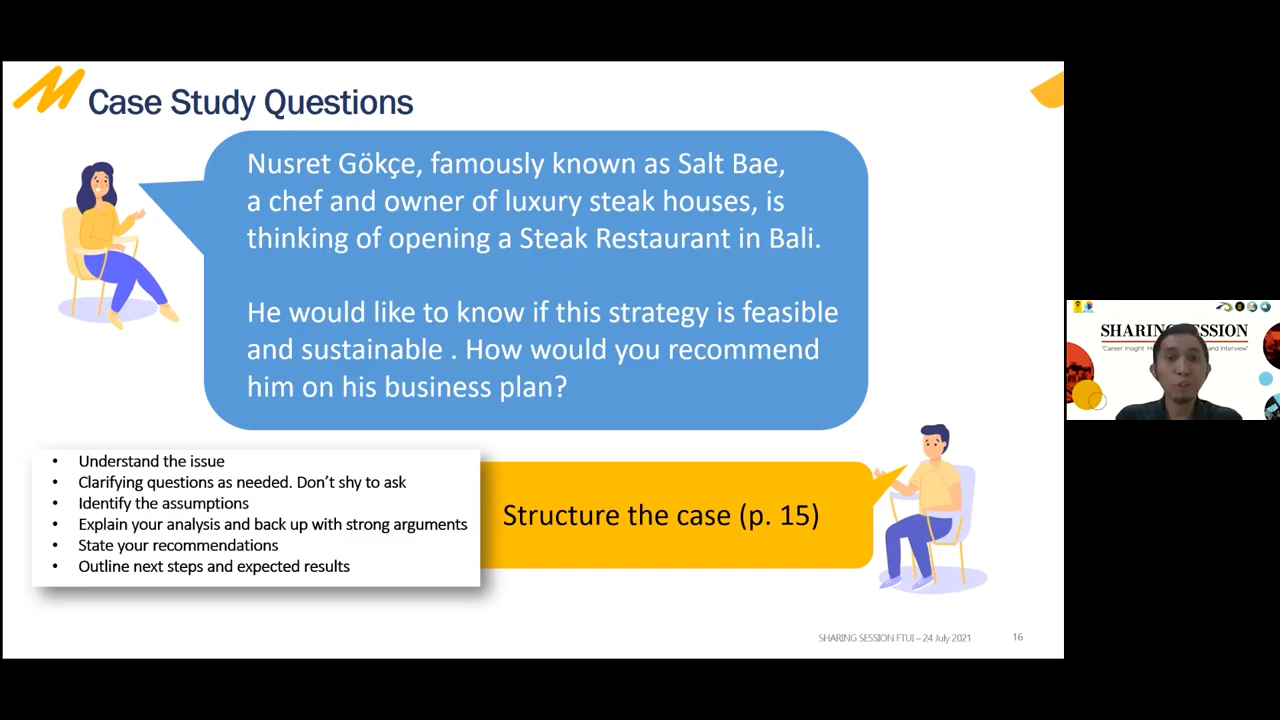 Case Study Questions
Nusret Gökçe, famously known as Salt Bae,
a chef and owner of luxury steak houses, is
thinking of opening a Steak Restaurant in Bali.
He would like to know if this strategy is feasible
and sustainable . How would you recommend
him on his business plan?
• Understand the issue
• Clarifying questions as needed. Don't shy to ask
• Identify the assumptions
• Explain your analysis and back up with strong arguments
• State your recommendations
• Outline next steps and expected results
Structure the case (p. 15)
SHARING SESSION FTUI – 24 July 2021
16
SHARING SESSION
"Career Insight: and Interview"